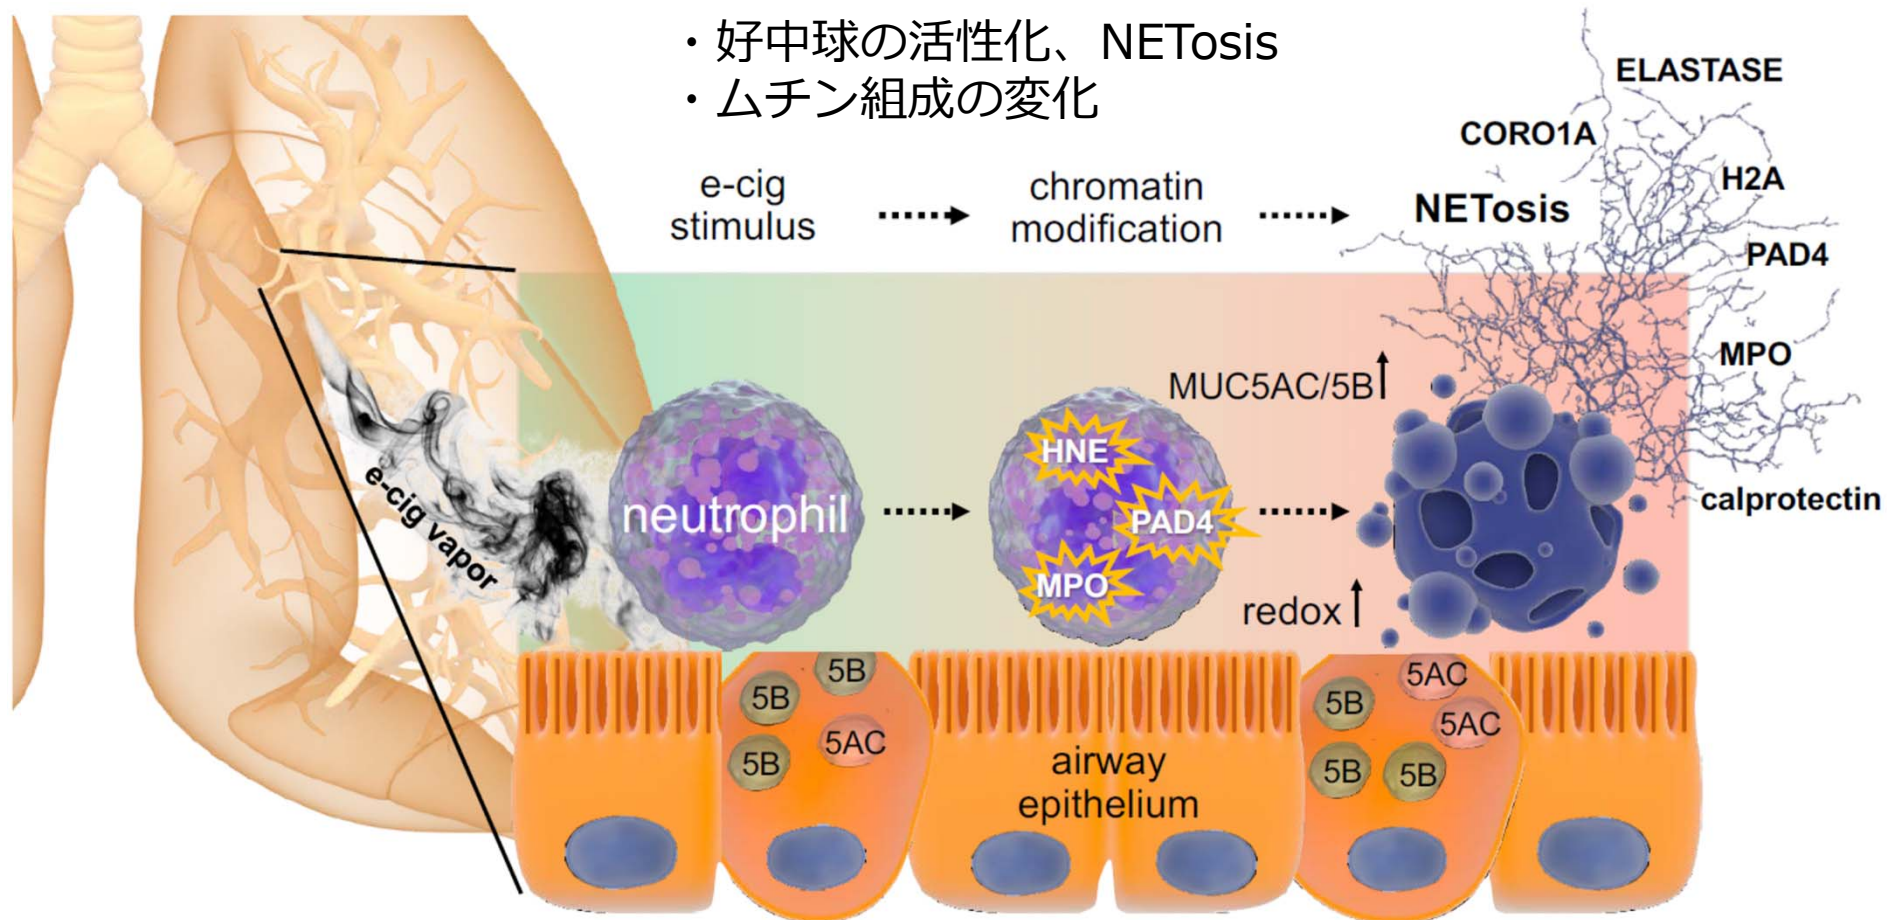 ・好中球の活性化、NETosis
・ムチン組成の変化
e-cig
stimulus
chromatin
modification
NETosis
ELASTASE
CORO1A
H2A
PAD4
MPO
calprotectin
MUC5AC/5B↑
e-cig vapor
neutrophil
HNE
PAD4
MPO
redox↑
5B
5B
5AC
5B
airway
epithelium
5AC
5B
5AC
5B
5B